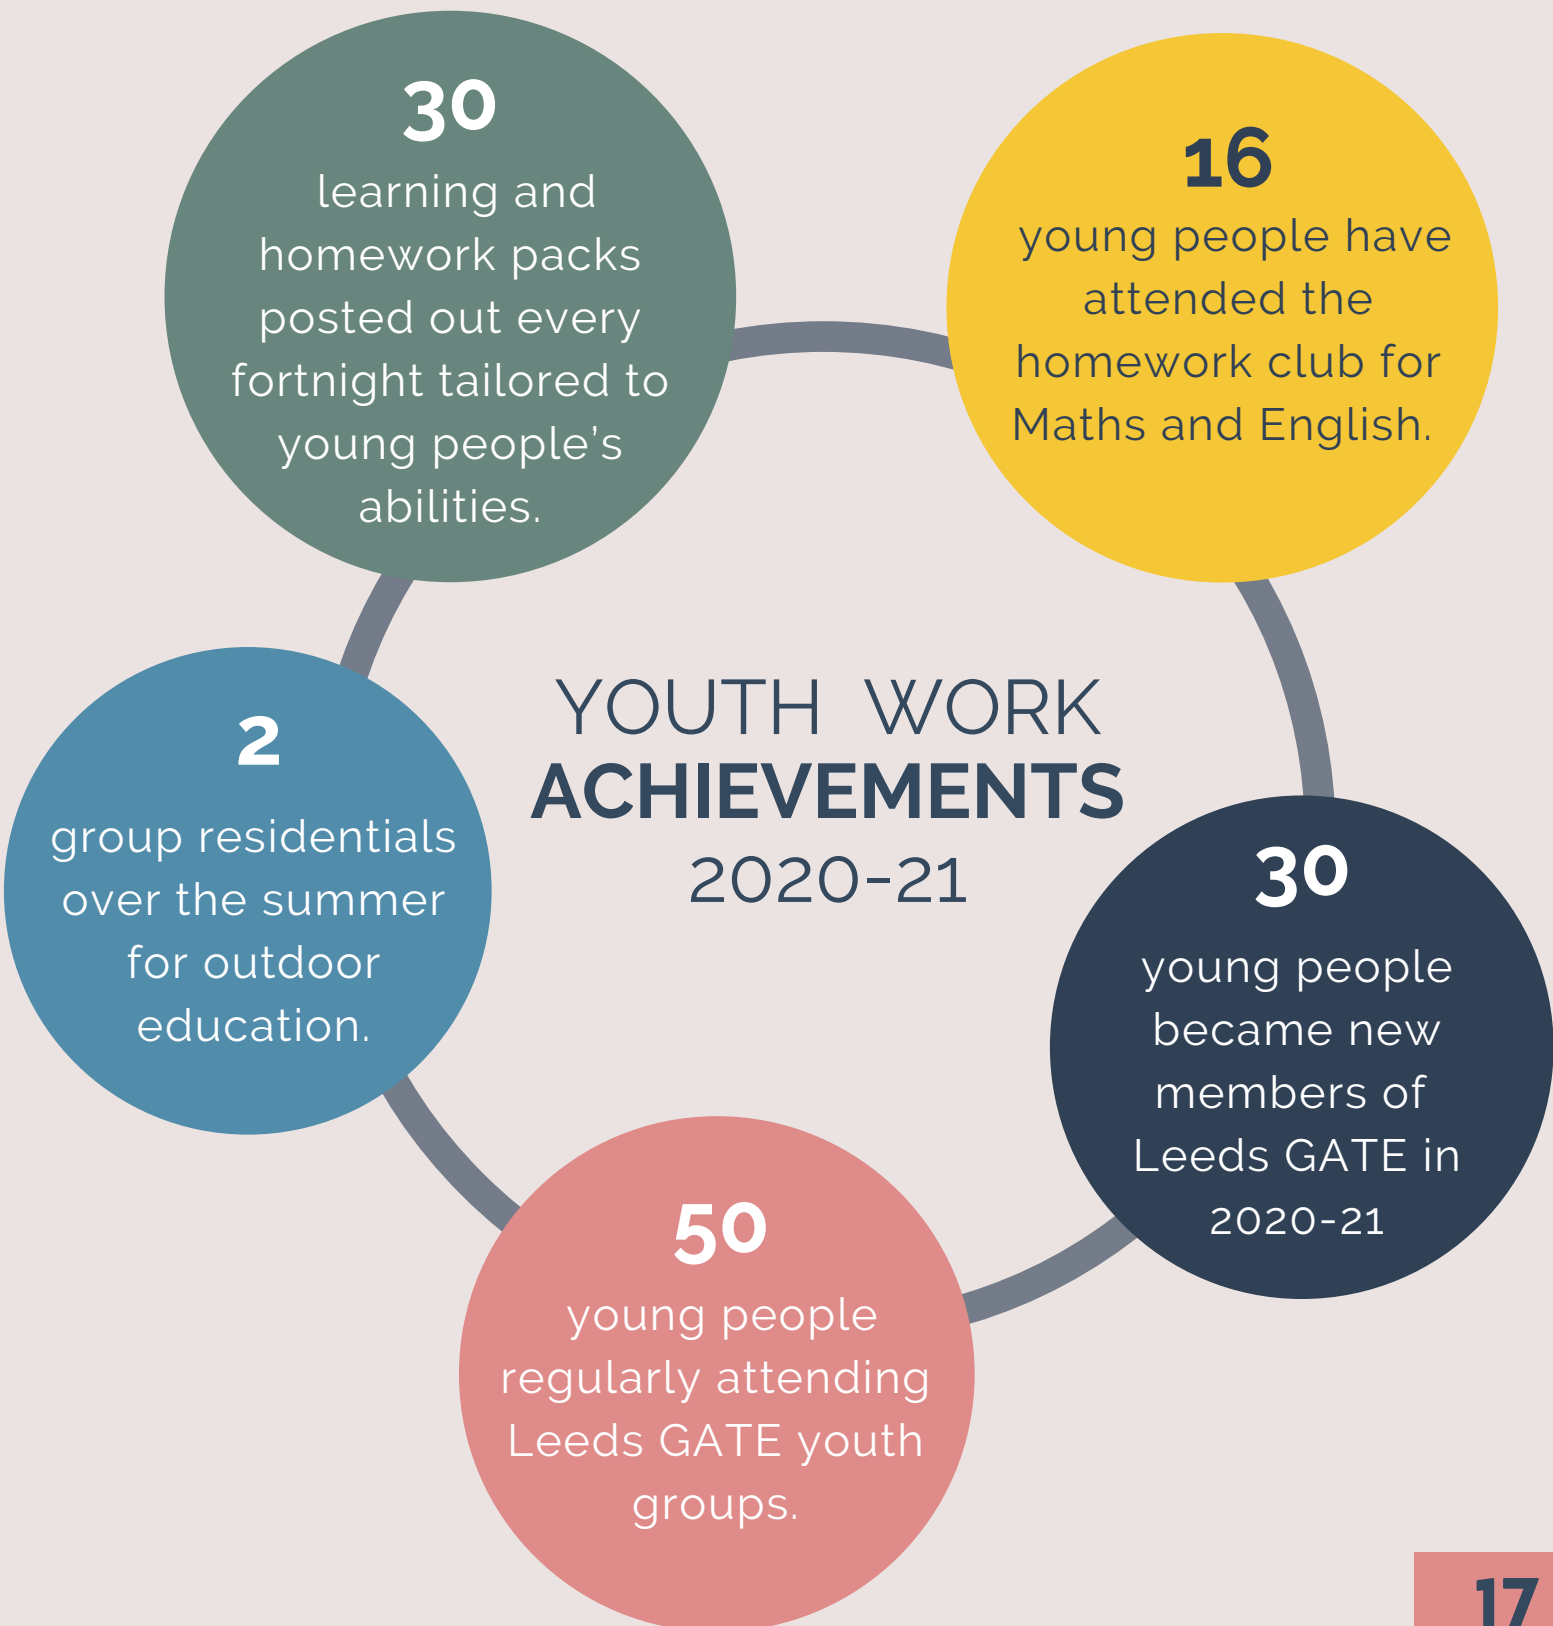 30
learning and
homework packs
posted out every
fortnight tailored to
young people’s
abilities.
16
young people have
attended the
homework club for
Maths and English.
YOUTH WORK
ACHIEVEMENTS
2020-21
2
group residentials
over the summer
for outdoor
education.
30
young people
became new
members of
Leeds GATE in
2020-21
50
young people
regularly attending
Leeds GATE youth
groups.
17